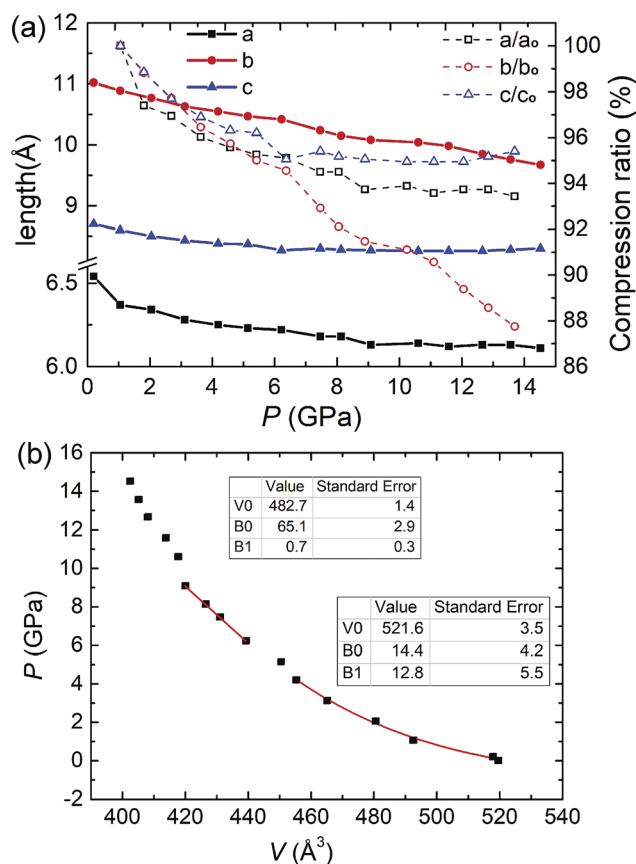 (a)
a
b
c
a/a₀
b/b₀
c/c₀
12
11
10
9
6.5
6.0
length(Å)
100
98
96
94
92
90
88
86
Compression ratio (%)
0 2 4 6 8 10 12 14
P (GPa)
(b)
16
14
12
10
8
6
4
2
0
-2
P (GPa)
Value Standard Error
V0 482.7 1.4
B0 65.1 2.9
B1 0.7 0.3
Value Standard Error
V0 521.6 3.5
B0 14.4 4.2
B1 12.8 5.5
400 420 440 460 480 500 520 540
V (Å³)